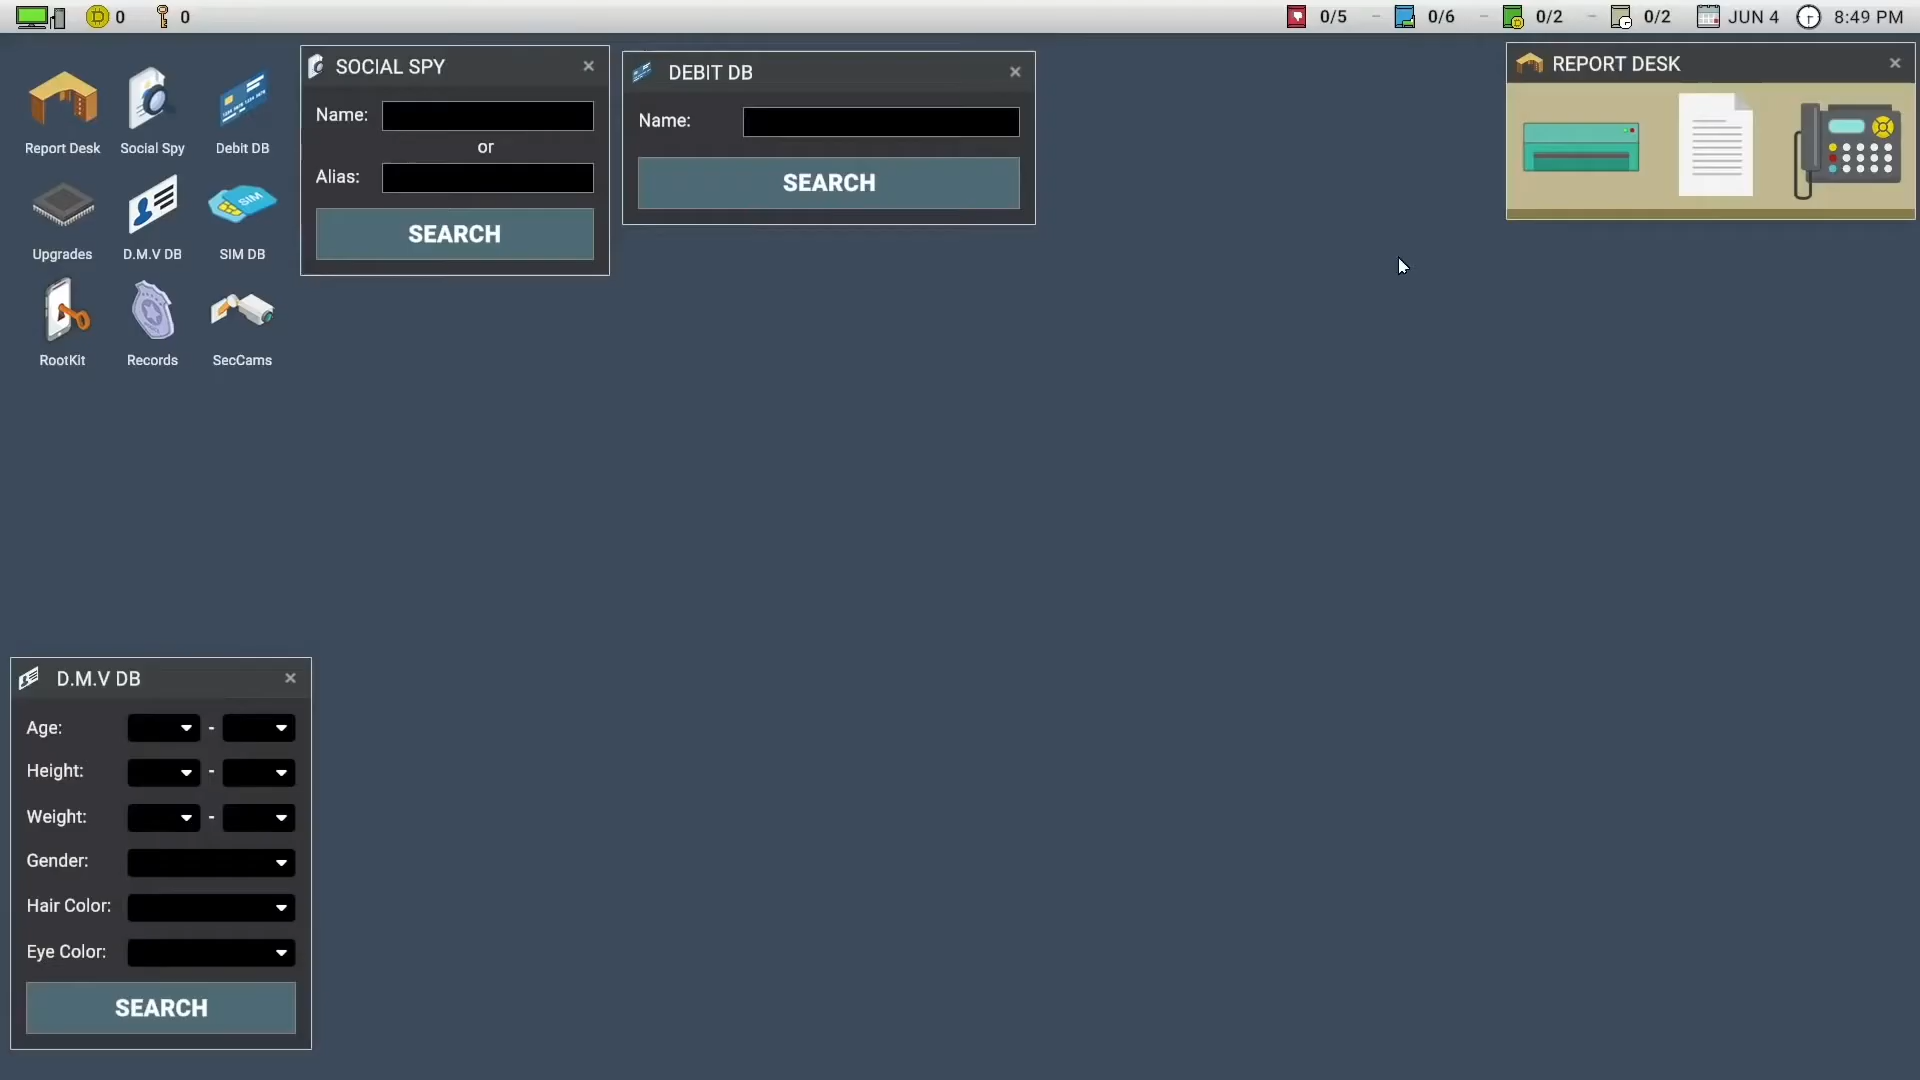 0
0
0/5
0/6
0/2
0/2
JUN 4
8:49 PM
Report Desk
Social Spy
Debit DB
Upgrades
D.M.V DB
SIM
SIM DB
RootKit
Records
SecCams
SOCIAL SPY
Name:
or
Alias:
SEARCH
DEBIT DB
Name:
SEARCH
REPORT DESK
D.M.V DB
Age:
-
Height:
-
Weight:
-
Gender:
Hair Color:
Eye Color:
SEARCH